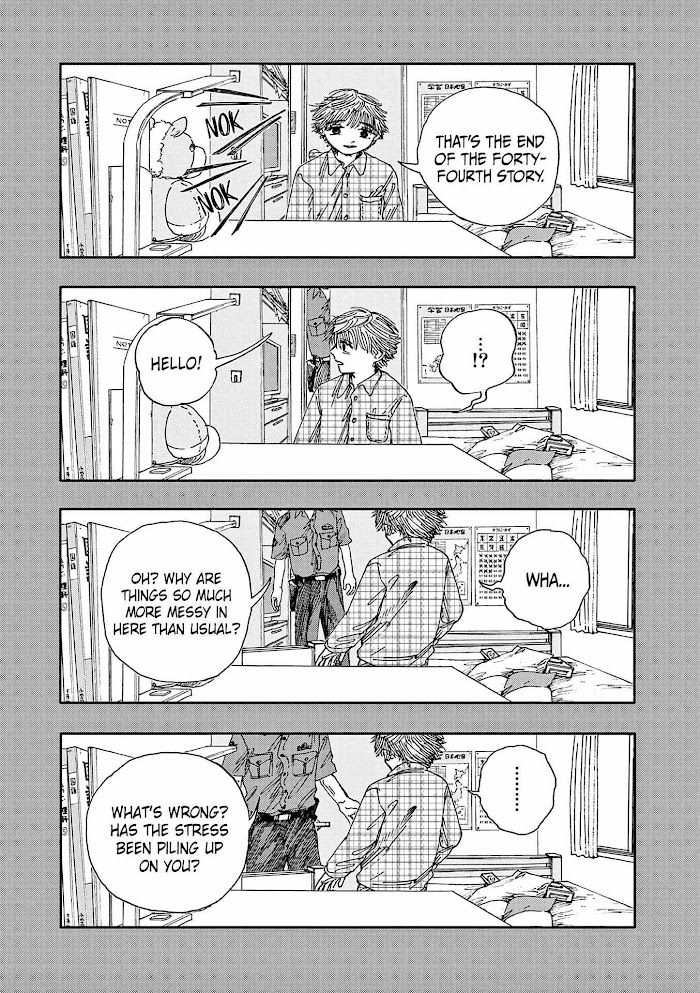 THAT'S THE END
OF THE FORTY-
FOURTH STORY.
NOK
NOK
HELLO!
...
!?
OH? WHY ARE
THINGS SO MUCH
MORE MESSY IN
HERE THAN USUAL?
WHA...
WHAT'S WRONG?
HAS THE STRESS
BEEN PILING UP
ON YOU?
........